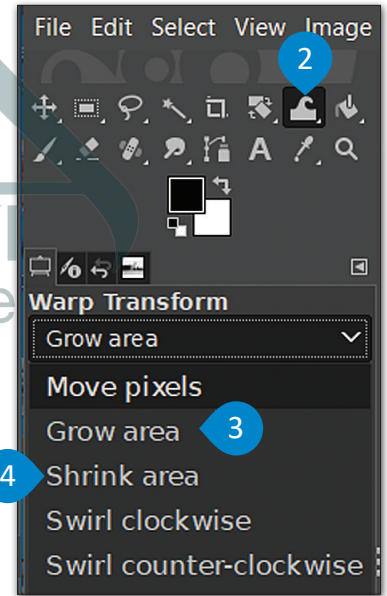 File Edit Select View Image
2
A
Warp Transform
Grow area
Move pixels
Grow area 3
4 Shrink area
Swirl clockwise
Swirl counter-clockwise